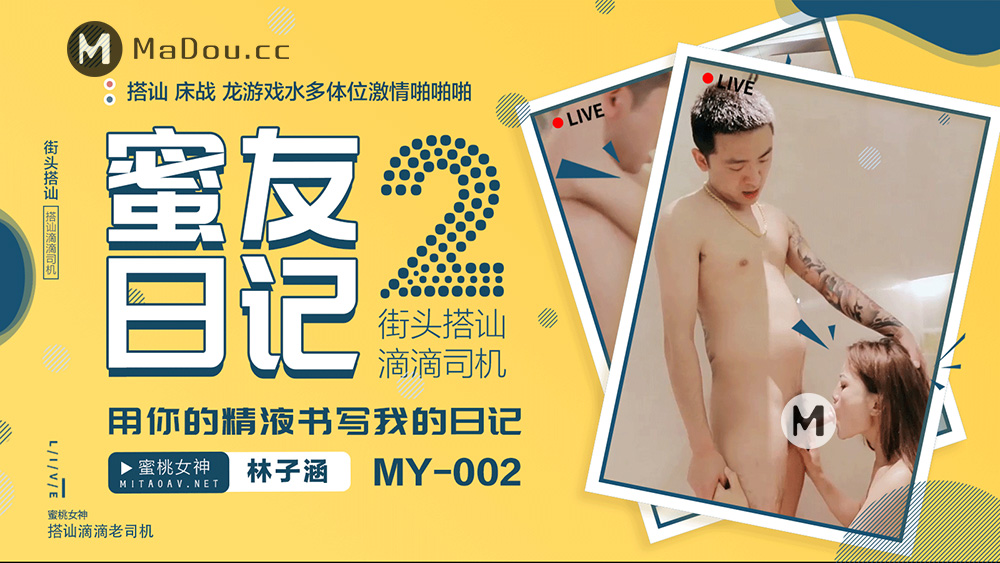 MaDou.cc
搭讪 床战 龙游戏水多体位激情啪啪啪
街头搭讪
搭讪滴滴司机
蜜友
日记
2
街头搭讪
滴滴司机
用你的精液书写我的日记
蜜桃女神
MITAOAV.NET
林子涵
MY-002
L/I/V/E
蜜桃女神
搭讪滴滴老司机
LIVE
LIVE
M
M